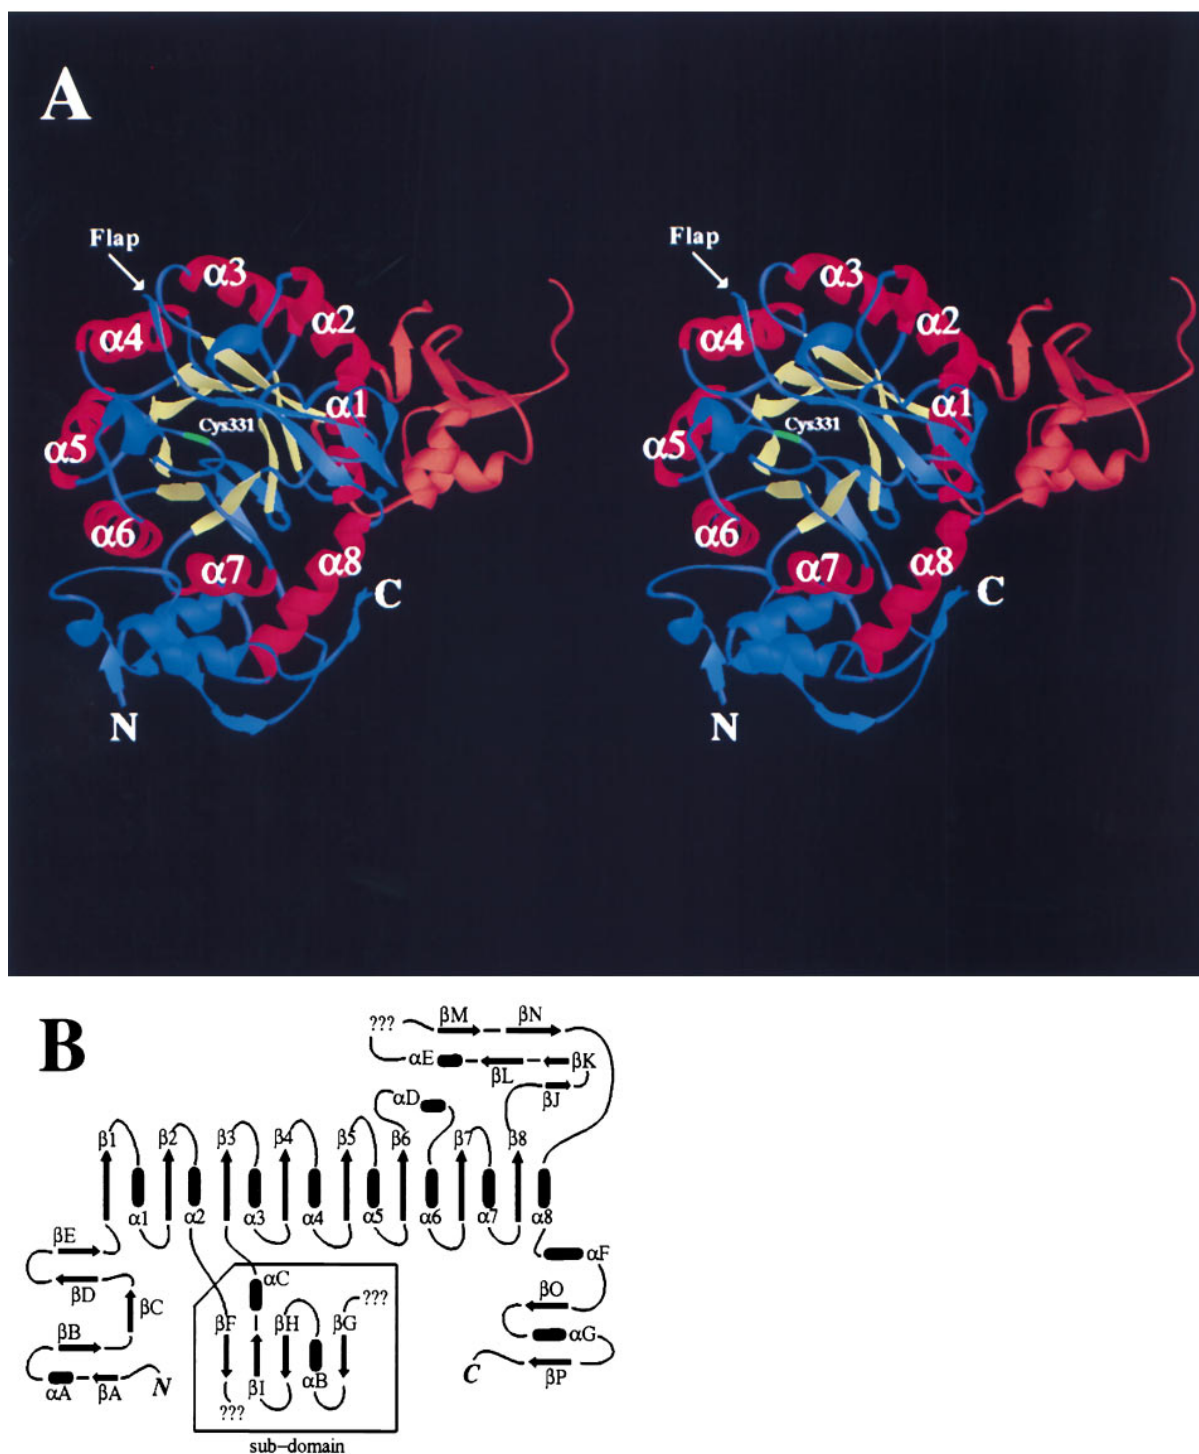 A
Flap
α3
α2
α4
α1
Cys331
α5
α6
α7
α8
C
N
Flap
α3
α2
α4
α1
Cys331
α5
α6
α7
α8
C
N
B
??? βM βN
αE βL βK
αD βJ
β1 β2 β3 β4 β5 β6 β7 β8
α1 α2 α3 α4 α5 α6 α7 α8
βE αC αF
βD βC βO
βB βF βH βG ??? αG
αA βA N ??? βI αB C βP
sub-domain